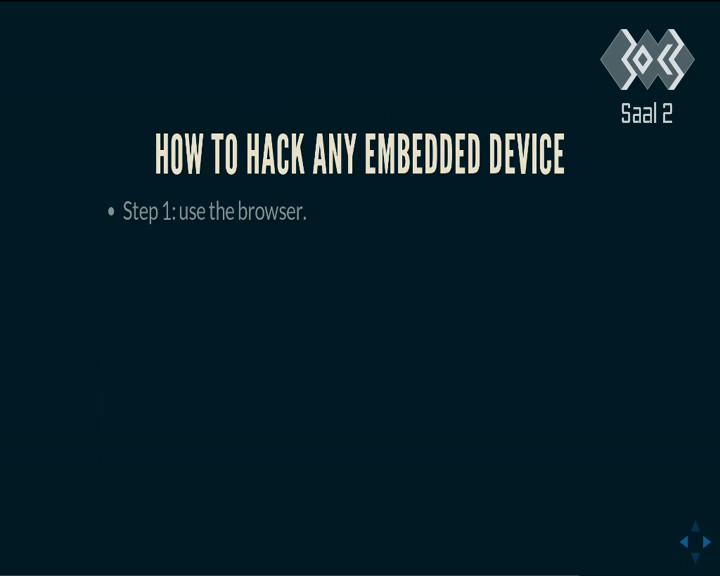 Saal 2
HOW TO HACK ANY EMBEDDED DEVICE
• Step 1: use the browser.